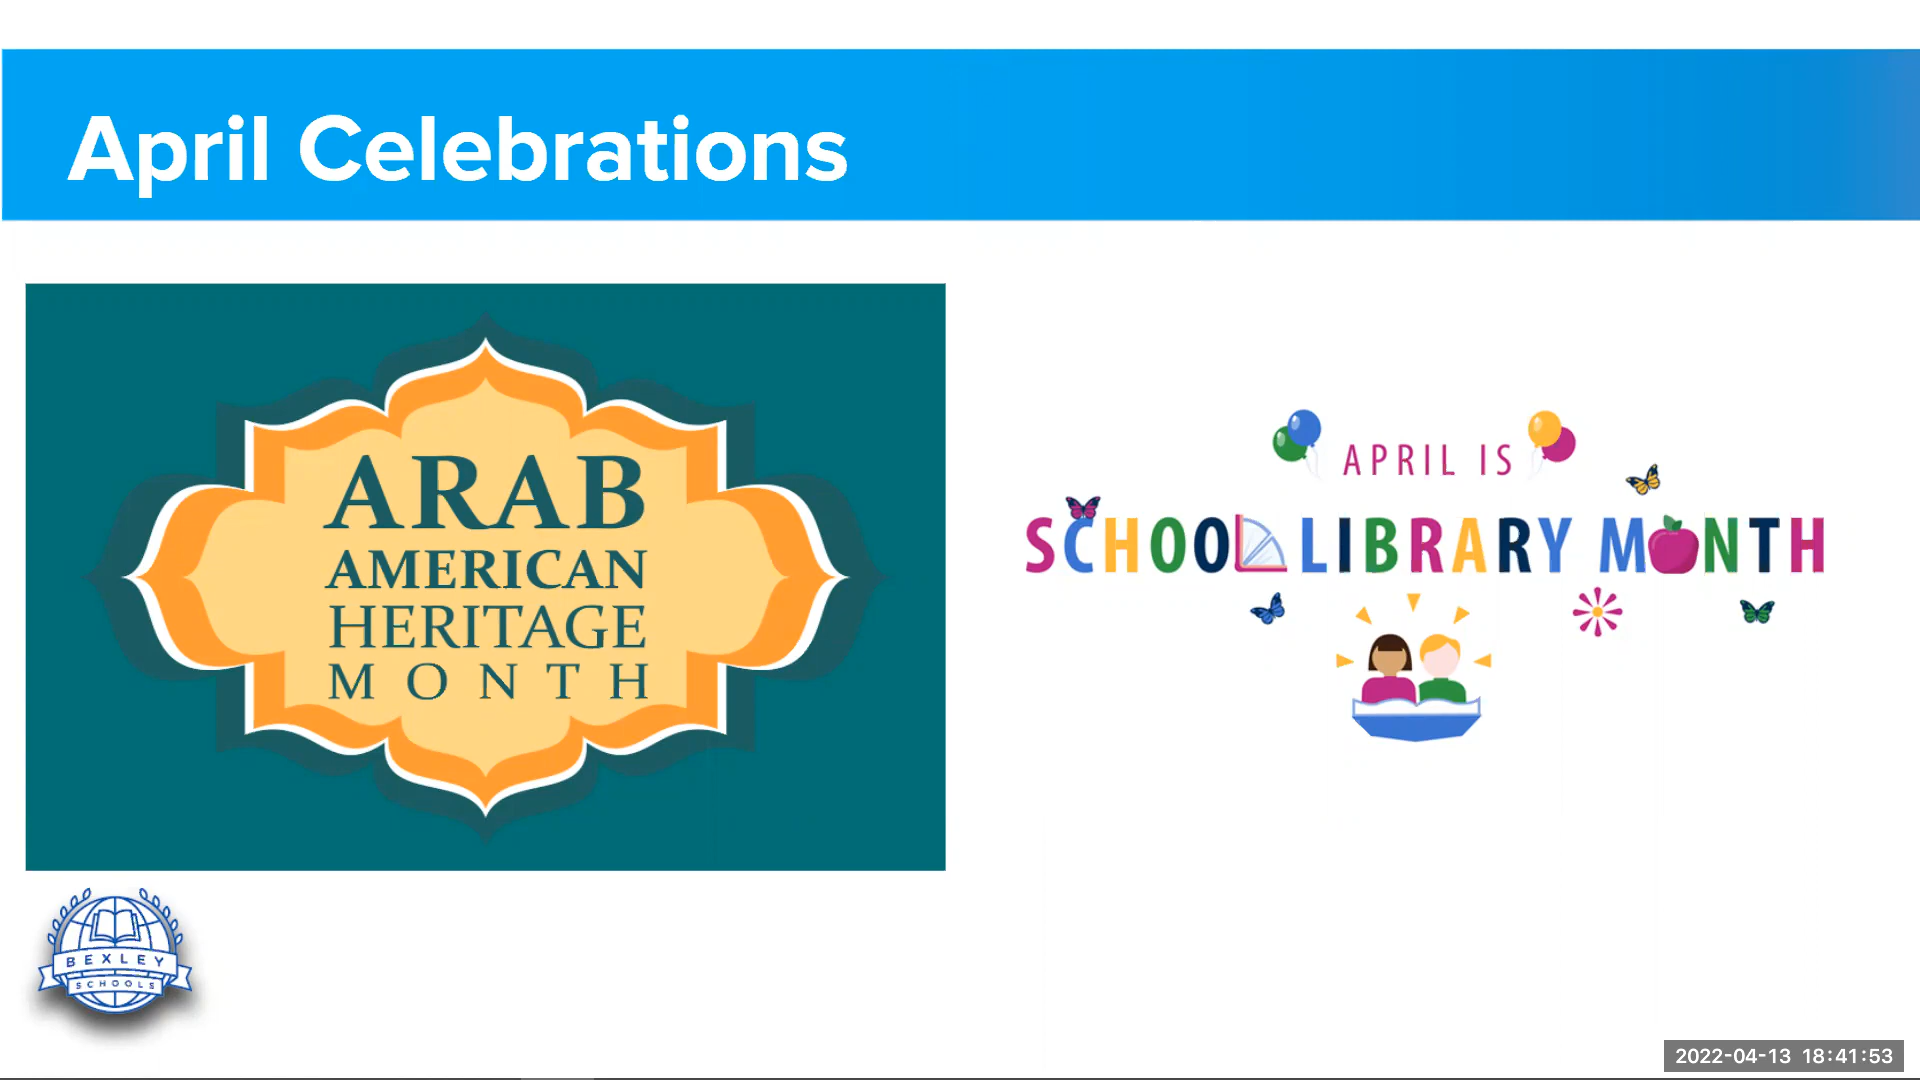 April Celebrations
ARAB
AMERICAN
HERITAGE
MONTH
APRIL IS
SCHOOL LIBRARY MONTH
BEXLEY
SCHOOLS
2022-04-13 18:41:53